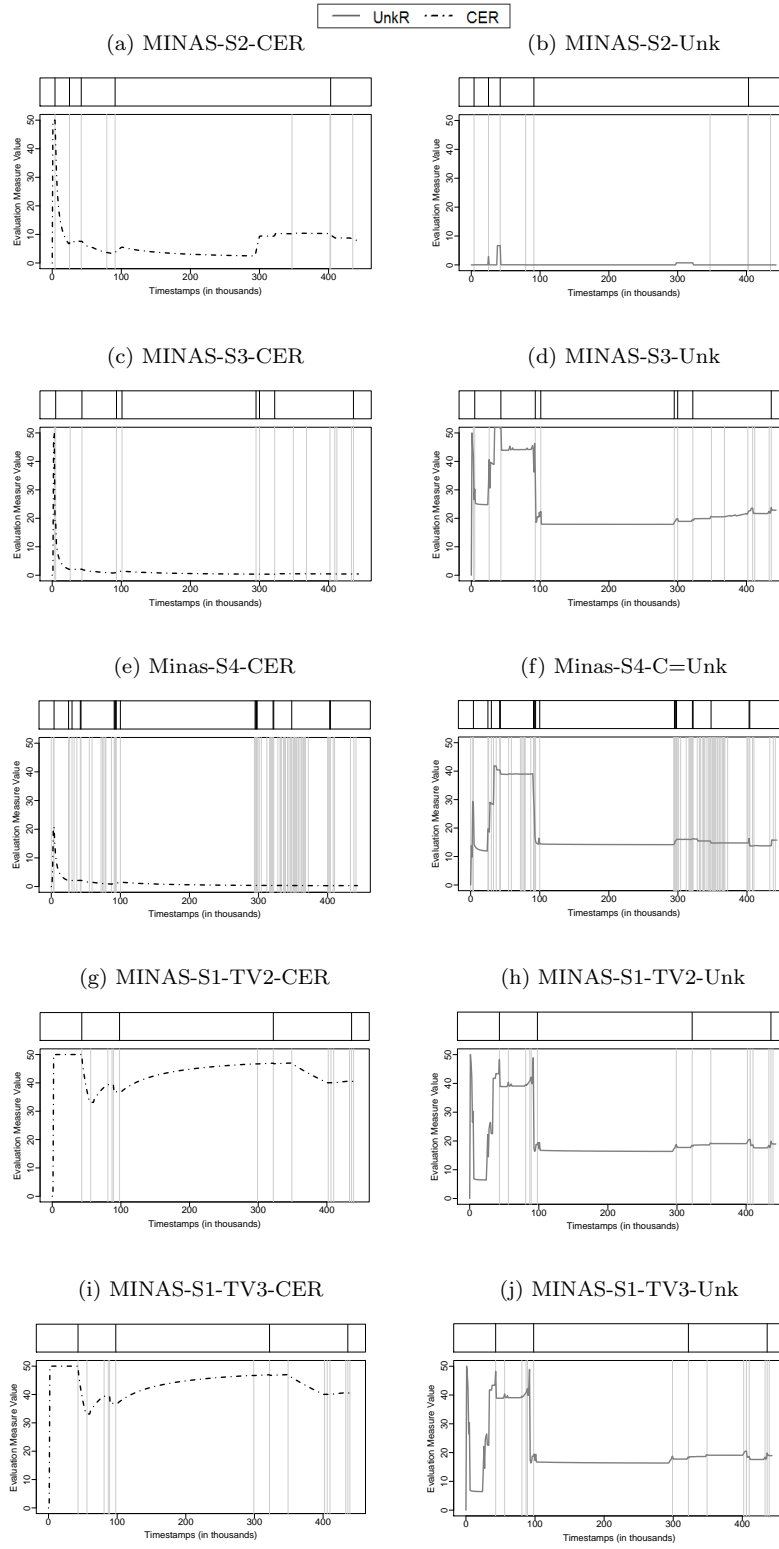 UnkR CER
(a) MINAS-S2-CER
(b) MINAS-S2-Unk
Evaluation Measure Value
0 10 20 30 40 50
0 100 200 300 400
Timestamps (in thousands)
Evaluation Measure Value
0 10 20 30 40 50
0 100 200 300 400
Timestamps (in thousands)
(c) MINAS-S3-CER
(d) MINAS-S3-Unk
Evaluation Measure Value
0 10 20 30 40 50
0 100 200 300 400
Timestamps (in thousands)
Evaluation Measure Value
0 10 20 30 40 50
0 100 200 300 400
Timestamps (in thousands)
(e) Minas-S4-CER
(f) Minas-S4-C=Unk
Evaluation Measure Value
0 10 20 30 40 50
0 100 200 300 400
Timestamps (in thousands)
Evaluation Measure Value
0 10 20 30 40 50
0 100 200 300 400
Timestamps (in thousands)
(g) MINAS-S1-TV2-CER
(h) MINAS-S1-TV2-Unk
Evaluation Measure Value
0 10 20 30 40 50
0 100 200 300 400
Timestamps (in thousands)
Evaluation Measure Value
0 10 20 30 40 50
0 100 200 300 400
Timestamps (in thousands)
(i) MINAS-S1-TV3-CER
(j) MINAS-S1-TV3-Unk
Evaluation Measure Value
0 10 20 30 40 50
0 100 200 300 400
Timestamps (in thousands)
Evaluation Measure Value
0 10 20 30 40 50
0 100 200 300 400
Timestamps (in thousands)